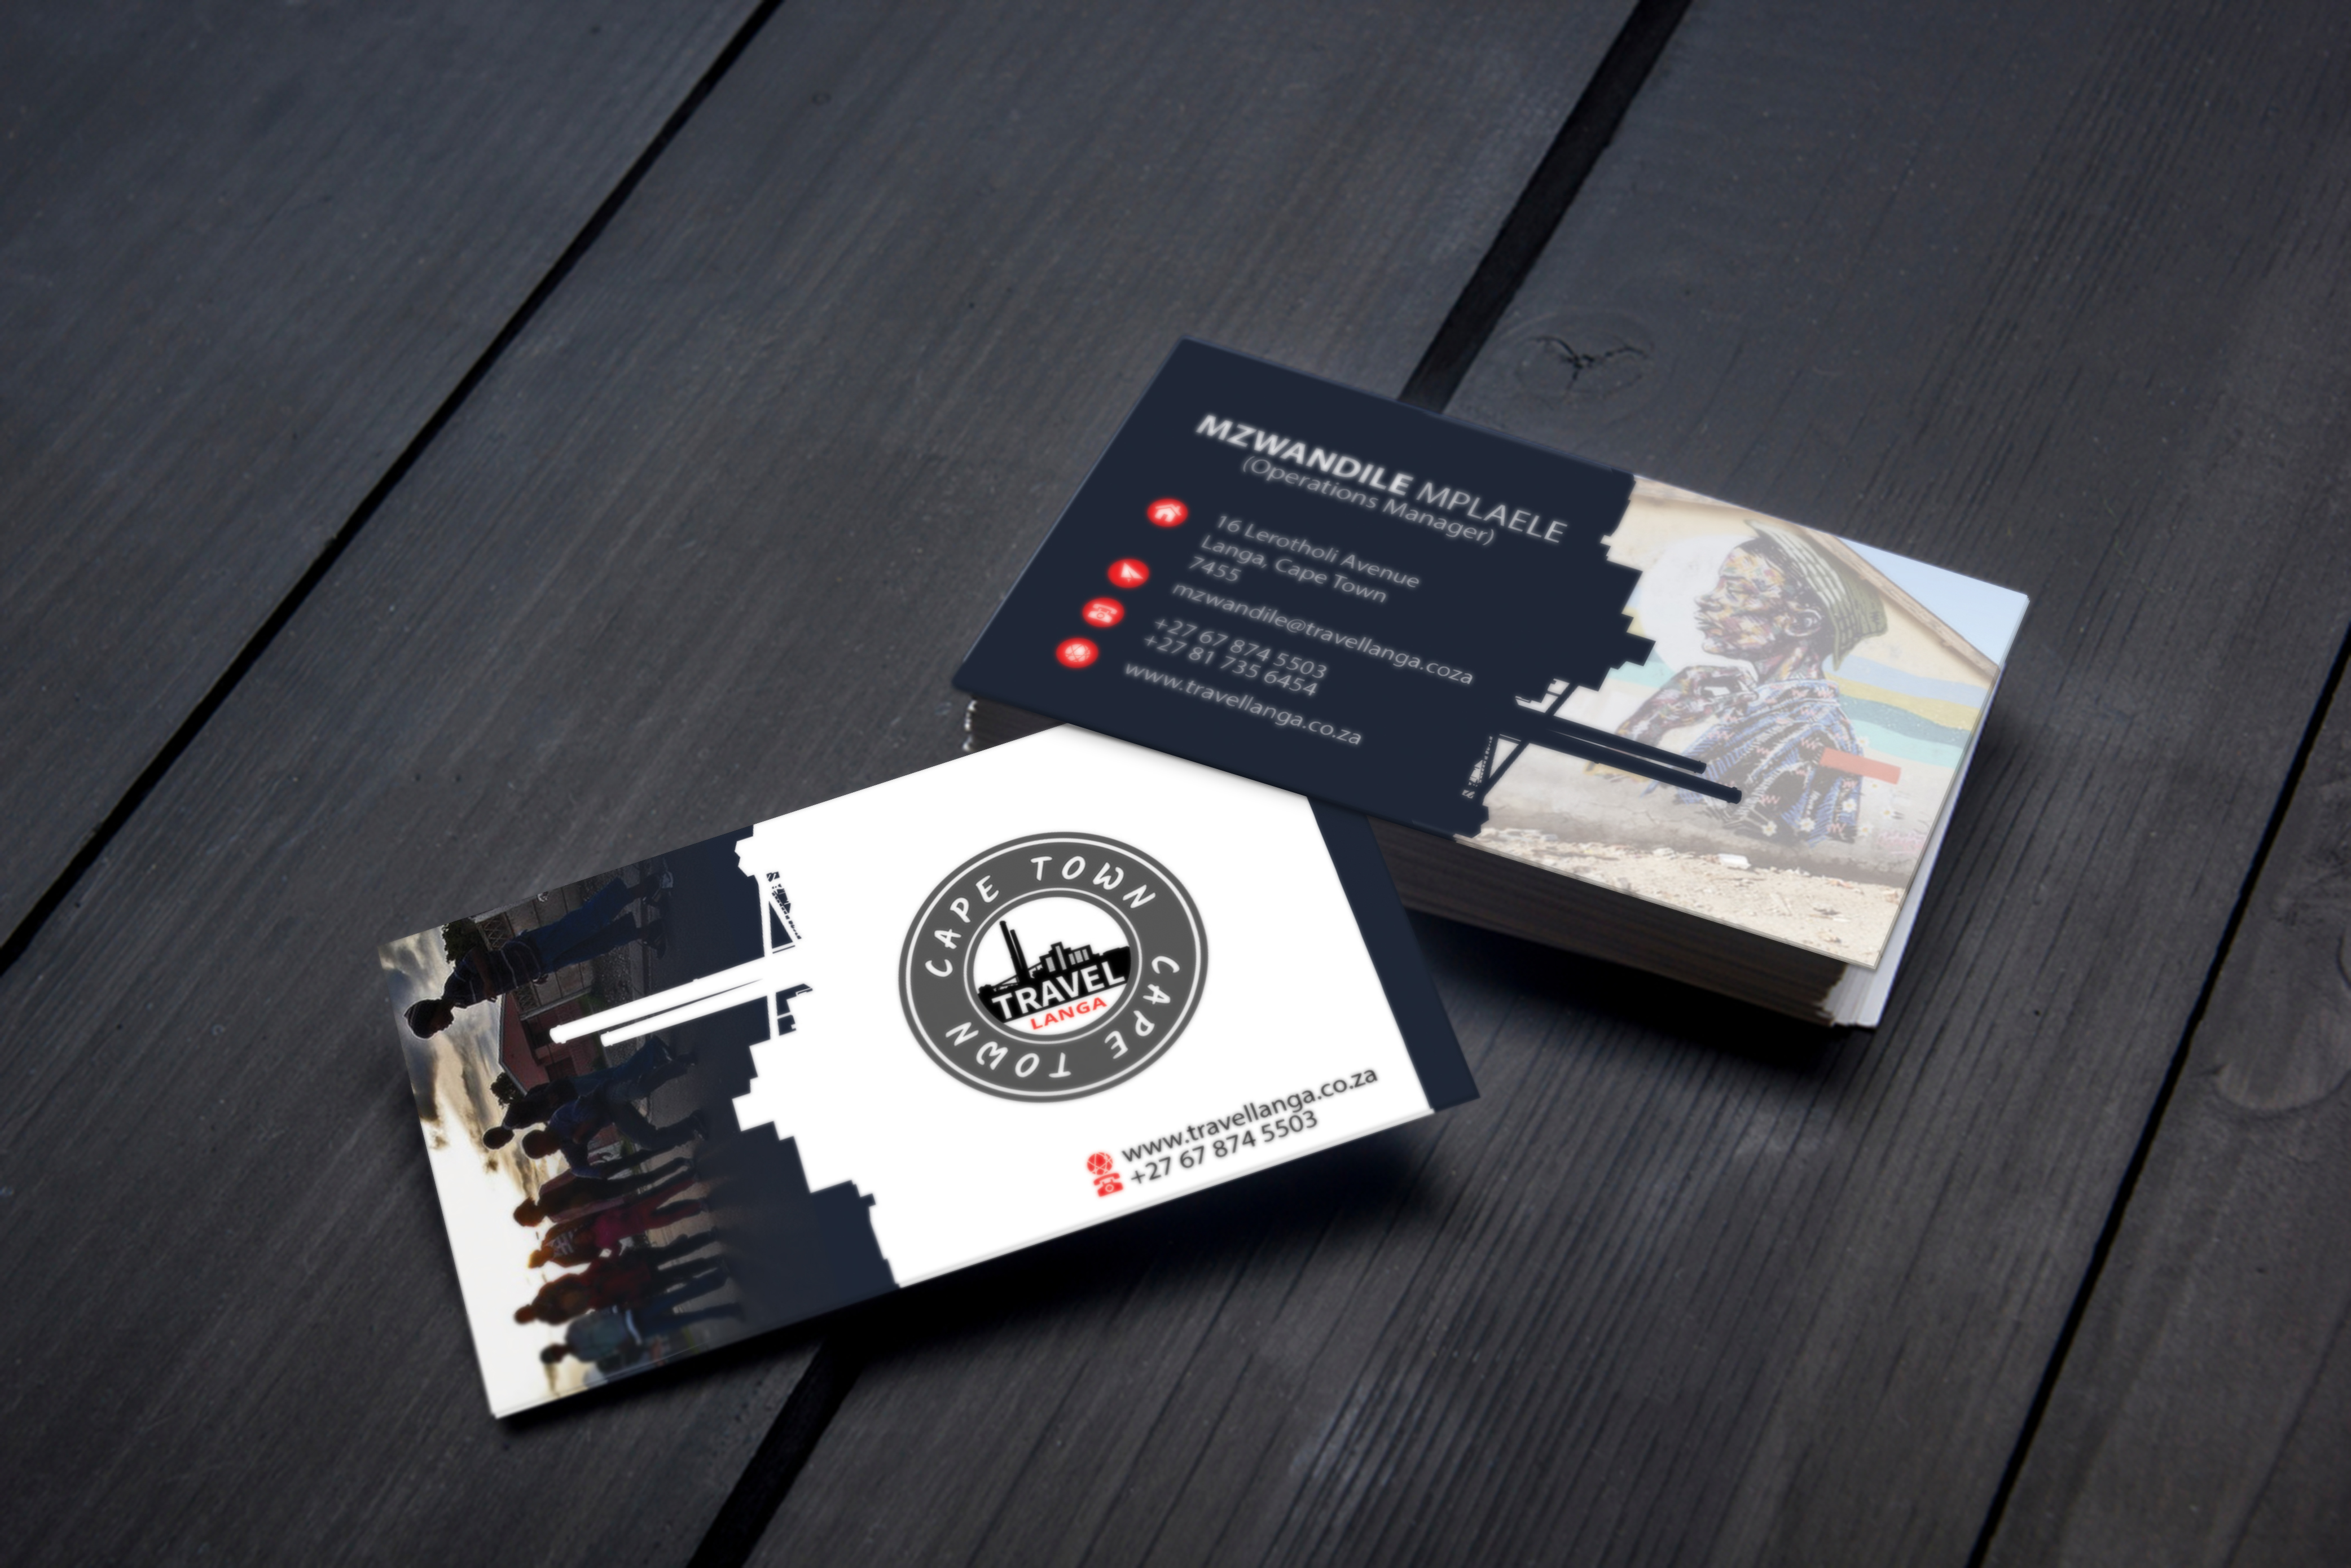 MZWANDILE MPLAELE
(Operations Manager)
16 Lerotholi Avenue
Langa, Cape Town
7455
mzwandile@travellanga.coza
+27 67 874 5503
+27 81 735 6454
www.travellanga.co.za
CAPE TOWN CAPE TOWN
TRAVEL
LANGA
www.travellanga.co.za
+27 67 874 5503